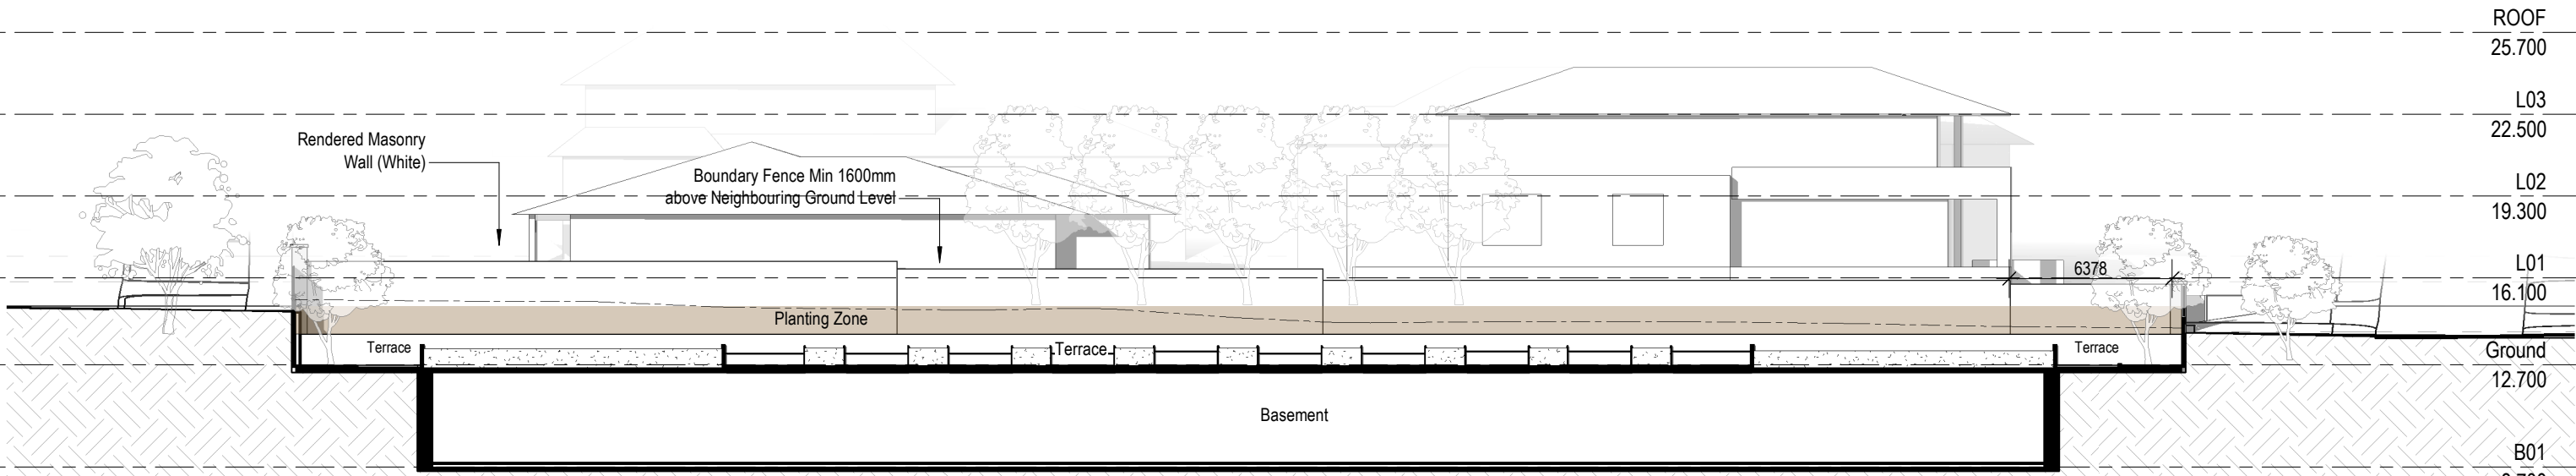 ROOF
25.700
L03
22.500
Rendered Masonry
Wall (White)
Boundary Fence Min 1600mm
above Neighbouring Ground Level
L02
19.300
L01
6378
16.100
Planting Zone
Terrace
Terrace
Terrace
Ground
12.700
Basement
B01